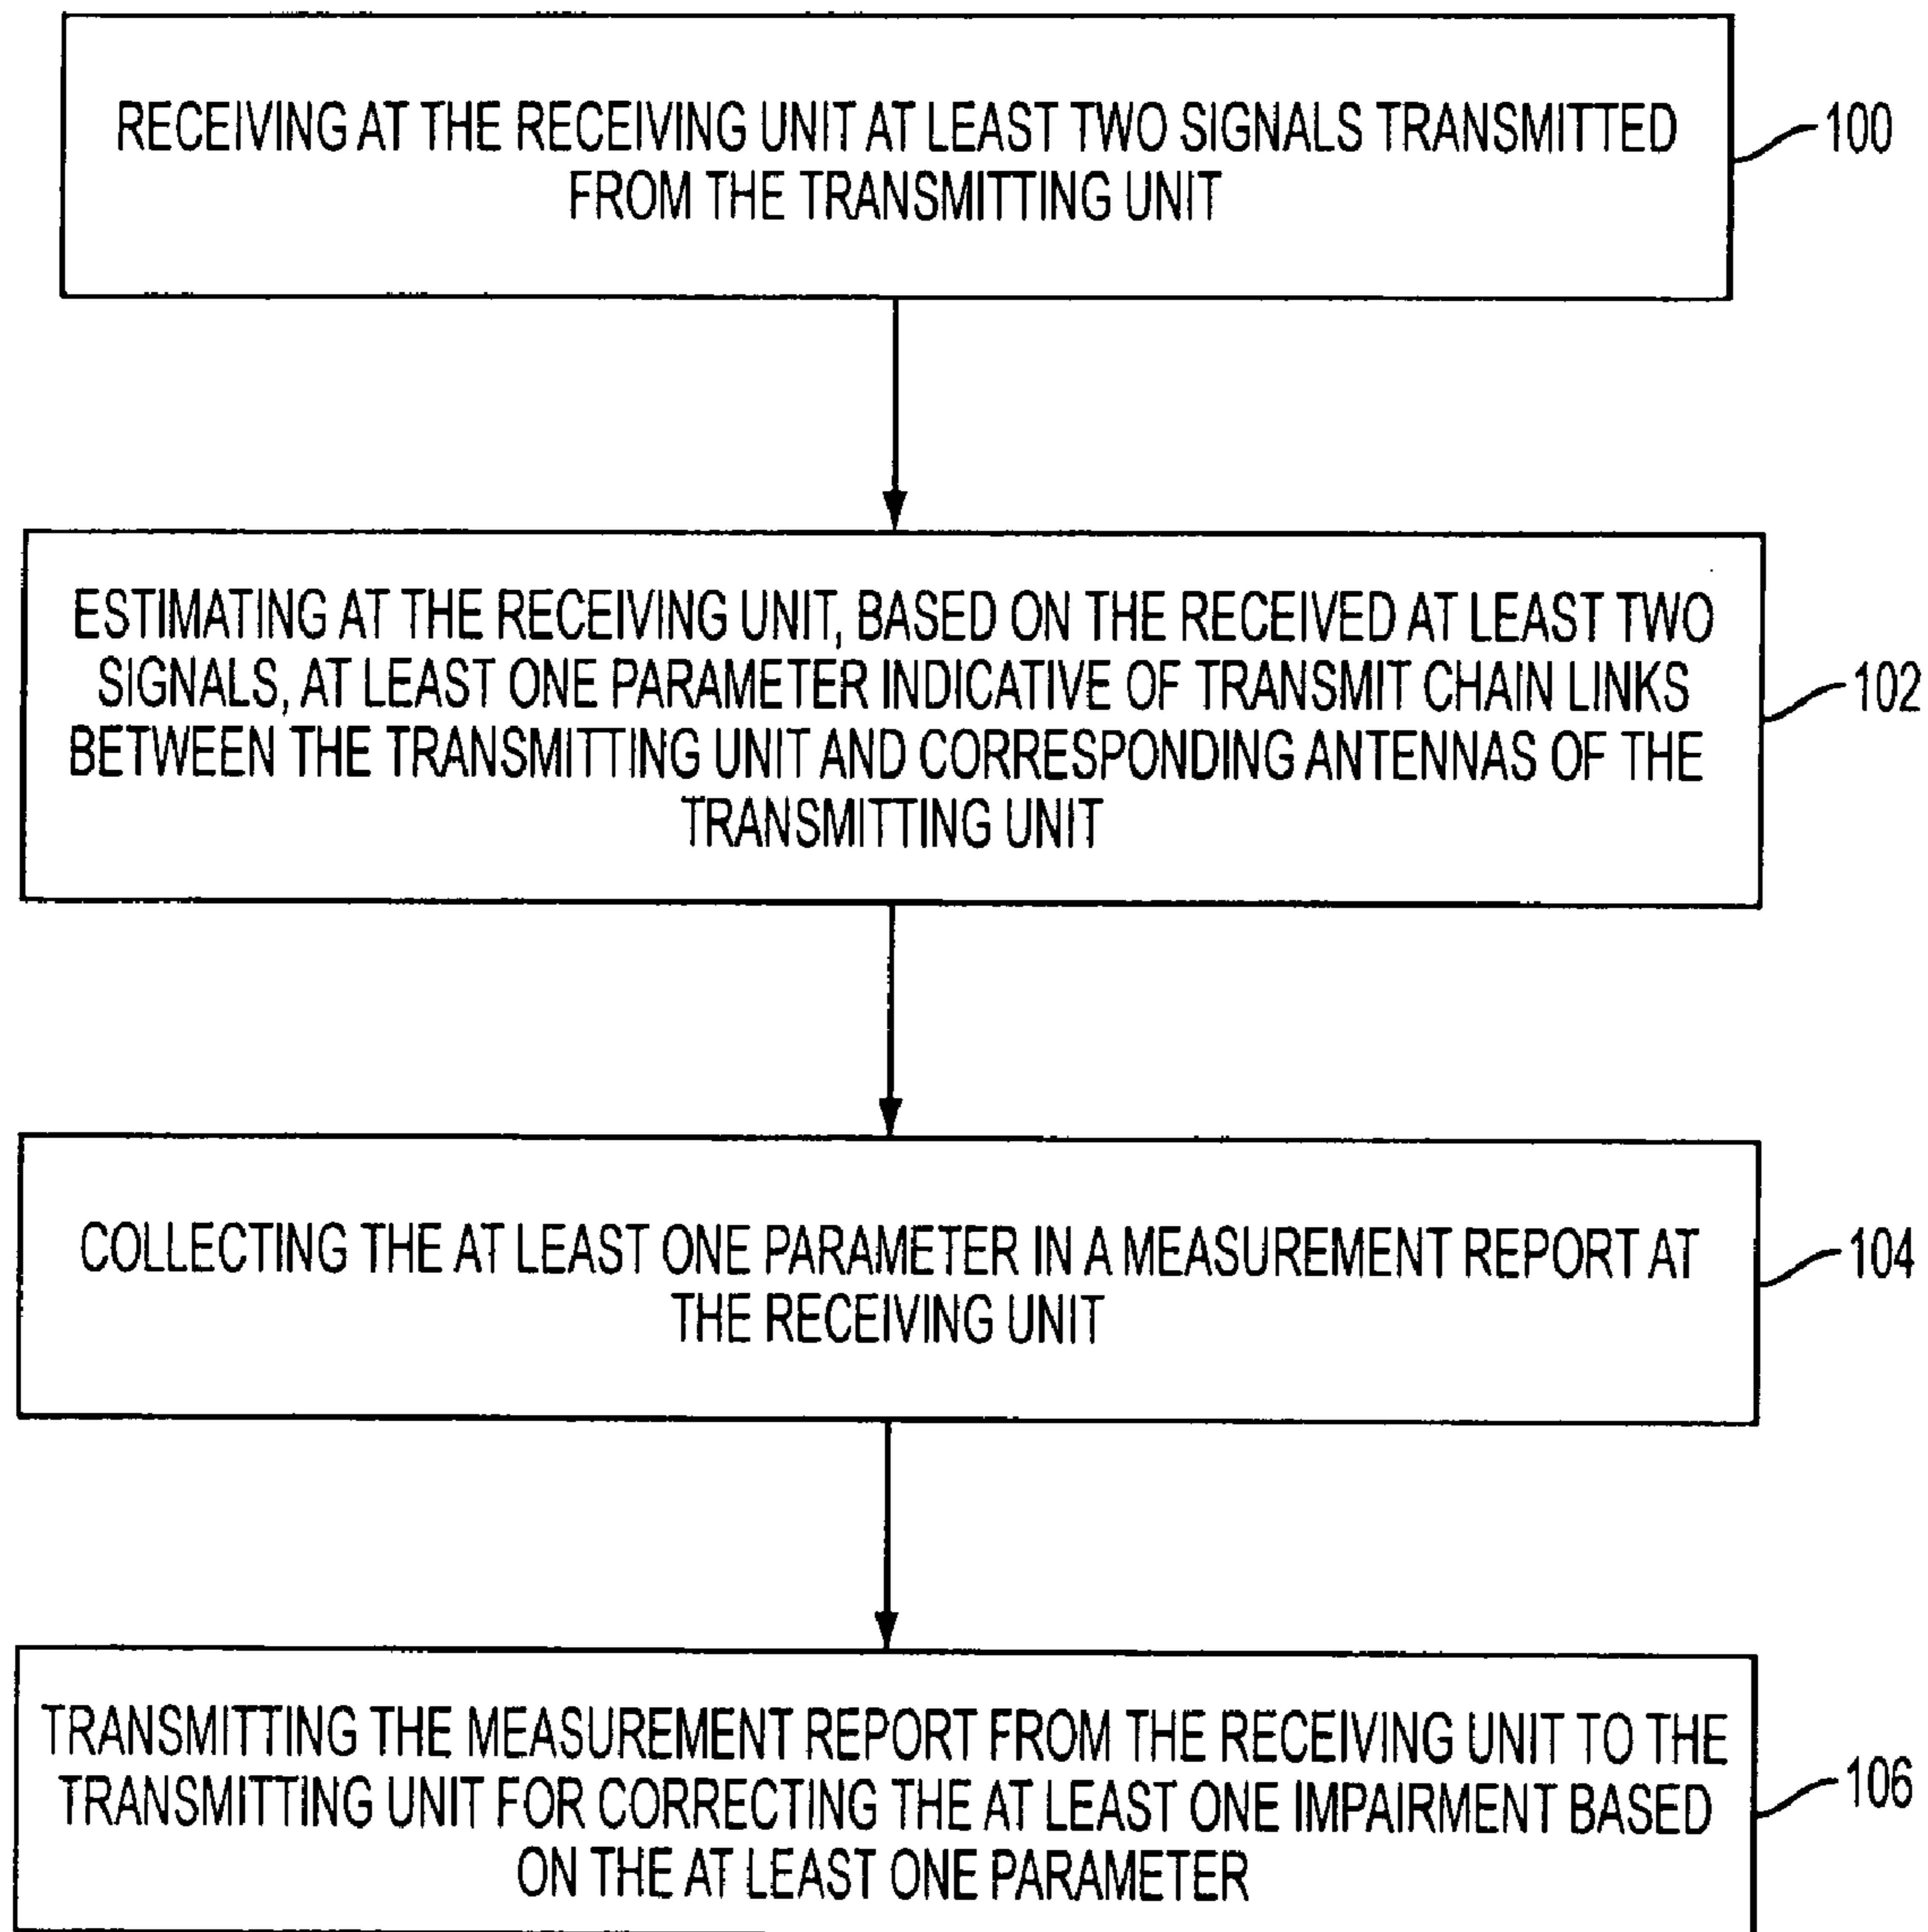 RECEIVING AT THE RECEIVING UNIT AT LEAST TWO SIGNALS TRANSMITTED
FROM THE TRANSMITTING UNIT
100
ESTIMATING AT THE RECEIVING UNIT, BASED ON THE RECEIVED AT LEAST TWO
SIGNALS, AT LEAST ONE PARAMETER INDICATIVE OF TRANSMIT CHAIN LINKS
BETWEEN THE TRANSMITTING UNIT AND CORRESPONDING ANTENNAS OF THE
TRANSMITTING UNIT
102
COLLECTING THE AT LEAST ONE PARAMETER IN A MEASUREMENT REPORT AT
THE RECEIVING UNIT
104
TRANSMITTING THE MEASUREMENT REPORT FROM THE RECEIVING UNIT TO THE
TRANSMITTING UNIT FOR CORRECTING THE AT LEAST ONE IMPAIRMENT BASED
ON THE AT LEAST ONE PARAMETER
106